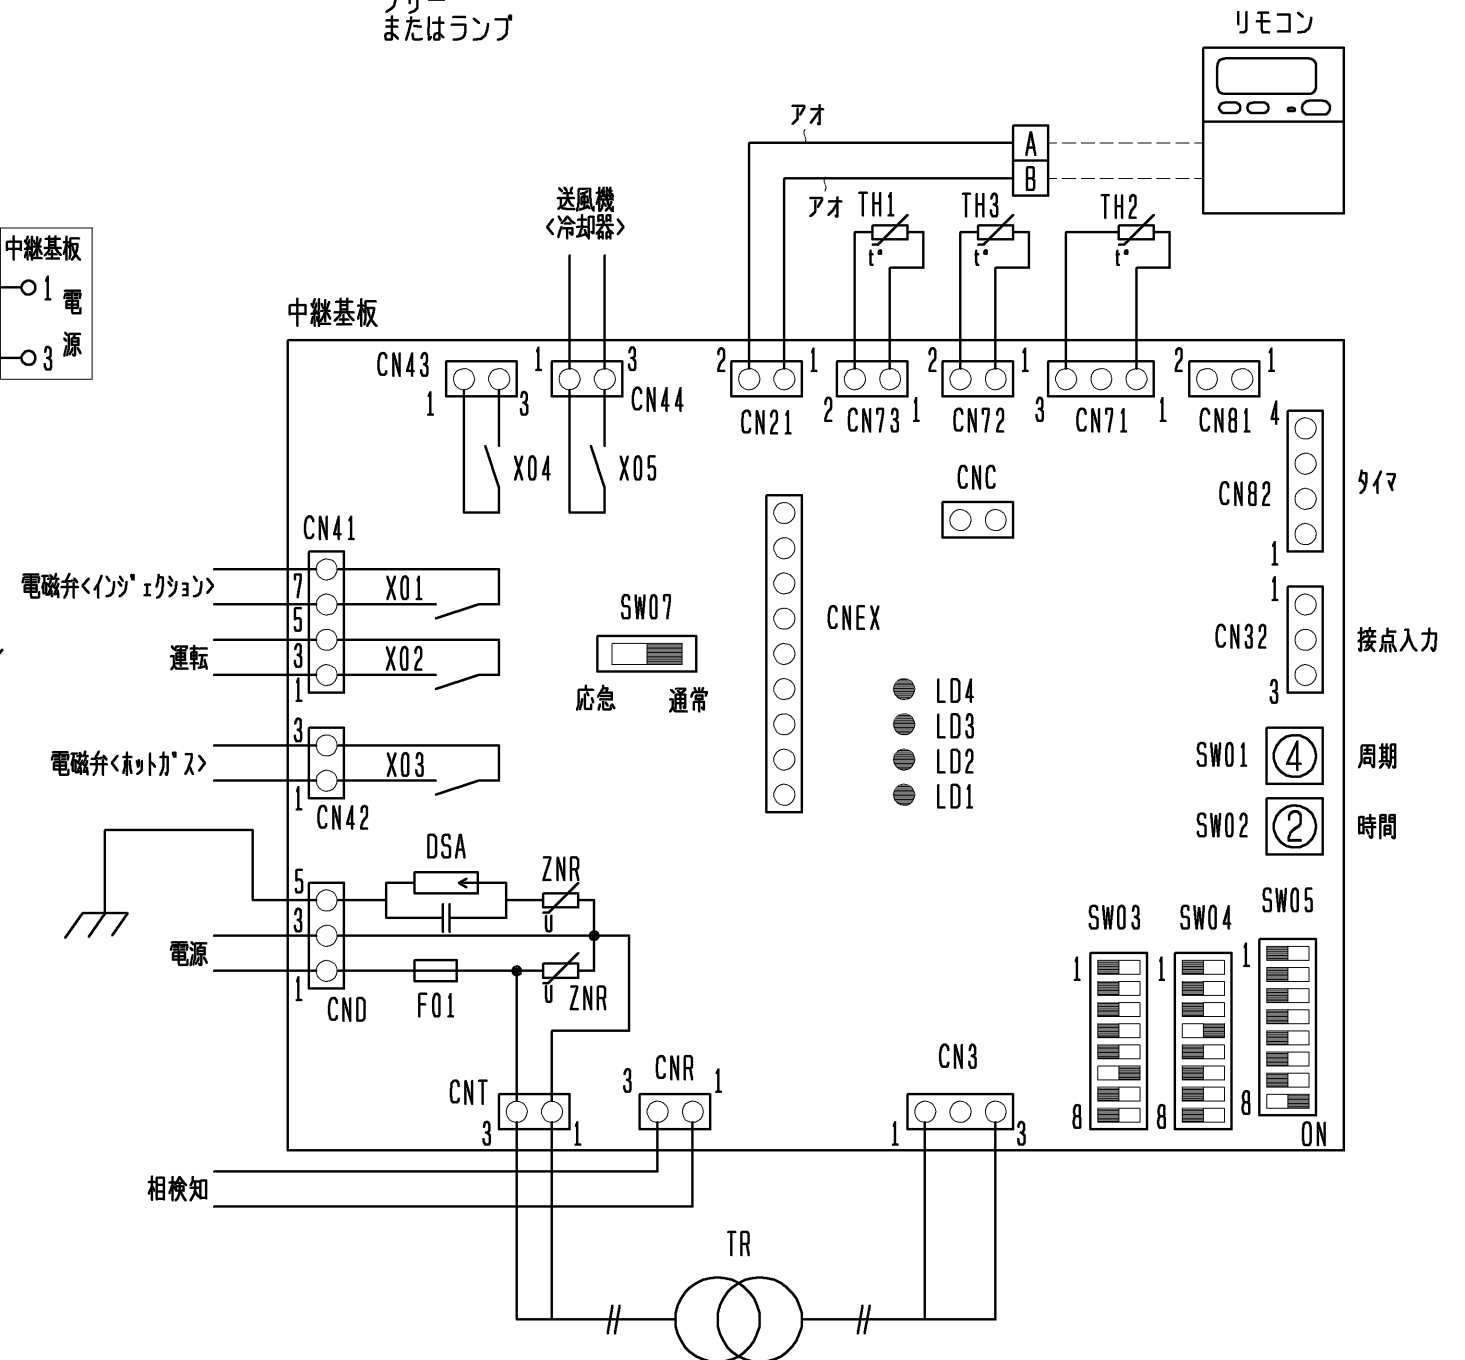 またはランプ
リモコン
アオ
A
B
アオ
TH1
TH3
TH2
t°
t°
t°
送風機
<冷却器>
中継基板
1
電
源
3
中継基板
CN43
1
3
1
3
CN44
2
1
CN21
2
CN73
1
2
1
CN72
3
CN71
1
2
1
CN81
4
CN82
1
タイマ
X04
X05
CNC
CN41
7
5
3
1
電磁弁<インジェクション>
X01
運転
X02
SW07
応急
通常
CNEX
1
CN32
3
接点入力
LD4
LD3
LD2
LD1
3
1
電磁弁<ホットガス>
X03
CN42
SW01
4
周期
SW02
2
時間
DSA
ZNR
U
5
3
1
電源
CND
F01
U
ZNR
SW03
SW04
SW05
1
8
1
8
1
8
ON
CNT
3
1
3
CNR
1
CN3
1
3
相検知
TR